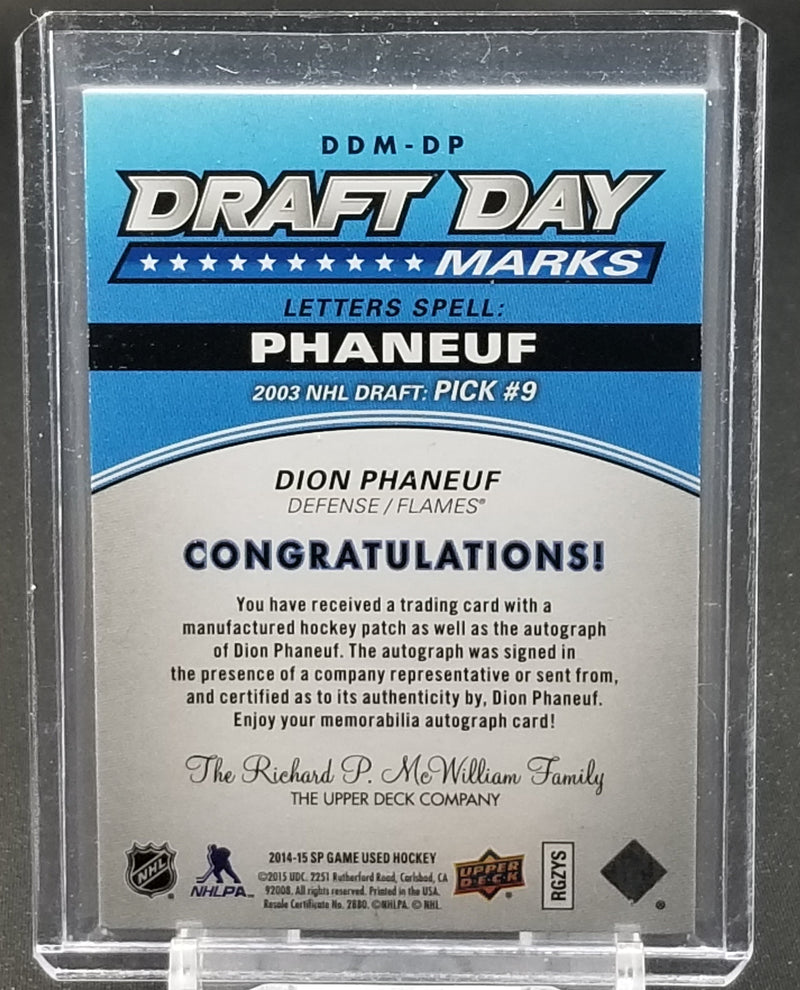 DDM-DP
DRAFT DAY
MARKS
LETTERS SPELL:
PHANEUF
2003 NHL DRAFT: PICK #9
DION PHANEUF
DEFENSE / FLAMES®
CONGRATULATIONS!
You have received a trading card with a
manufactured hockey patch as well as the autograph
of Dion Phaneuf. The autograph was signed in
the presence of a company representative or sent from,
and certified as to its authenticity by, Dion Phaneuf.
Enjoy your memorabilia autograph card!
The Richard P. McWilliam Family
THE UPPER DECK COMPANY
NHL
NHLPA
2014-15 SP GAME USED HOCKEY
©2015 UDC. 2251 Rutherford Road, Carlsbad, CA
92008. All rights reserved. Printed in the USA.
Resale Certificate No. 2880. ©NHLPA. © NHL.
UPPER
DECK
RGZYS
®